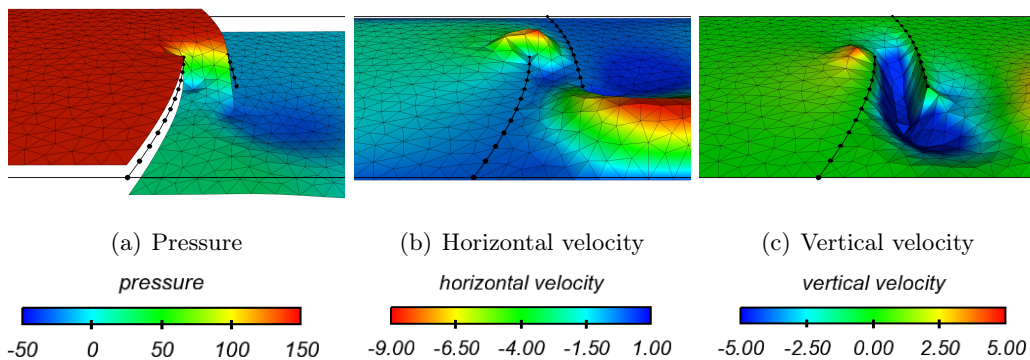 (a) Pressure (b) Horizontal velocity (c) Vertical velocity
pressure horizontal velocity vertical velocity
-50 0 50 100 150 -9.00 -6.50 -4.00 -1.50 1.00 -5.00 -2.50 0.00 2.50 5.00